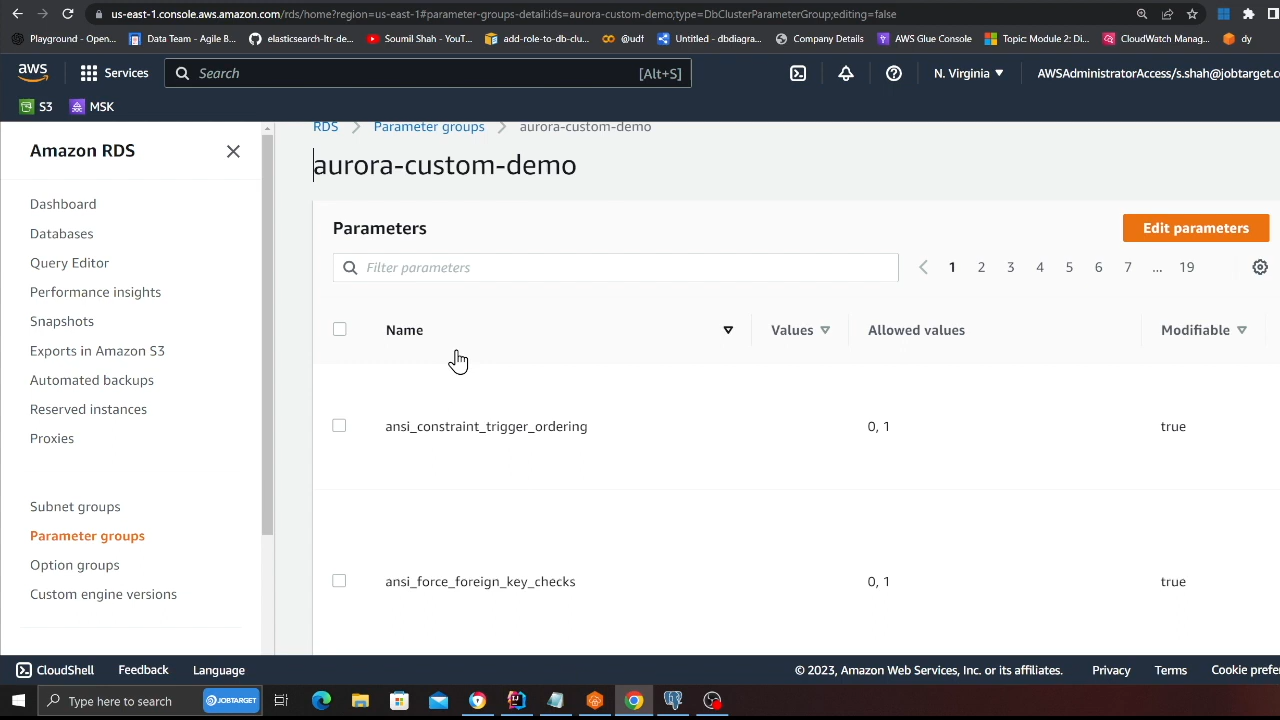 us-east-1.console.aws.amazon.com/rds/home?region=us-east-1#parameter-groups-detail:ids=aurora-custom-demo;type=DbClusterParameterGroup;editing=false
Playground - Open... Data Team - Agile B... elasticsearch-ltr-de... Soumil Shah - YouT... add-role-to-db-clu... @udf Untitled - dbdiagra... Company Details AWS Glue Console Topic: Module 2: Di... CloudWatch Manag... dy
aws Services Search [Alt+S] N. Virginia AWSAdministratorAccess/s.shah@jobtarget.co
S3 MSK
RDS Parameter groups aurora-custom-demo
Amazon RDS
aurora-custom-demo
Dashboard
Databases
Query Editor
Performance insights
Snapshots
Exports in Amazon S3
Automated backups
Reserved instances
Proxies
Subnet groups
Parameter groups
Option groups
Custom engine versions
Parameters Edit parameters
Filter parameters 1 2 3 4 5 6 7 ... 19
Name Values Allowed values Modifiable
ansi_constraint_trigger_ordering 0, 1 true
ansi_force_foreign_key_checks 0, 1 true
CloudShell Feedback Language © 2023, Amazon Web Services, Inc. or its affiliates. Privacy Terms Cookie prefe
Type here to search JOBTARGET